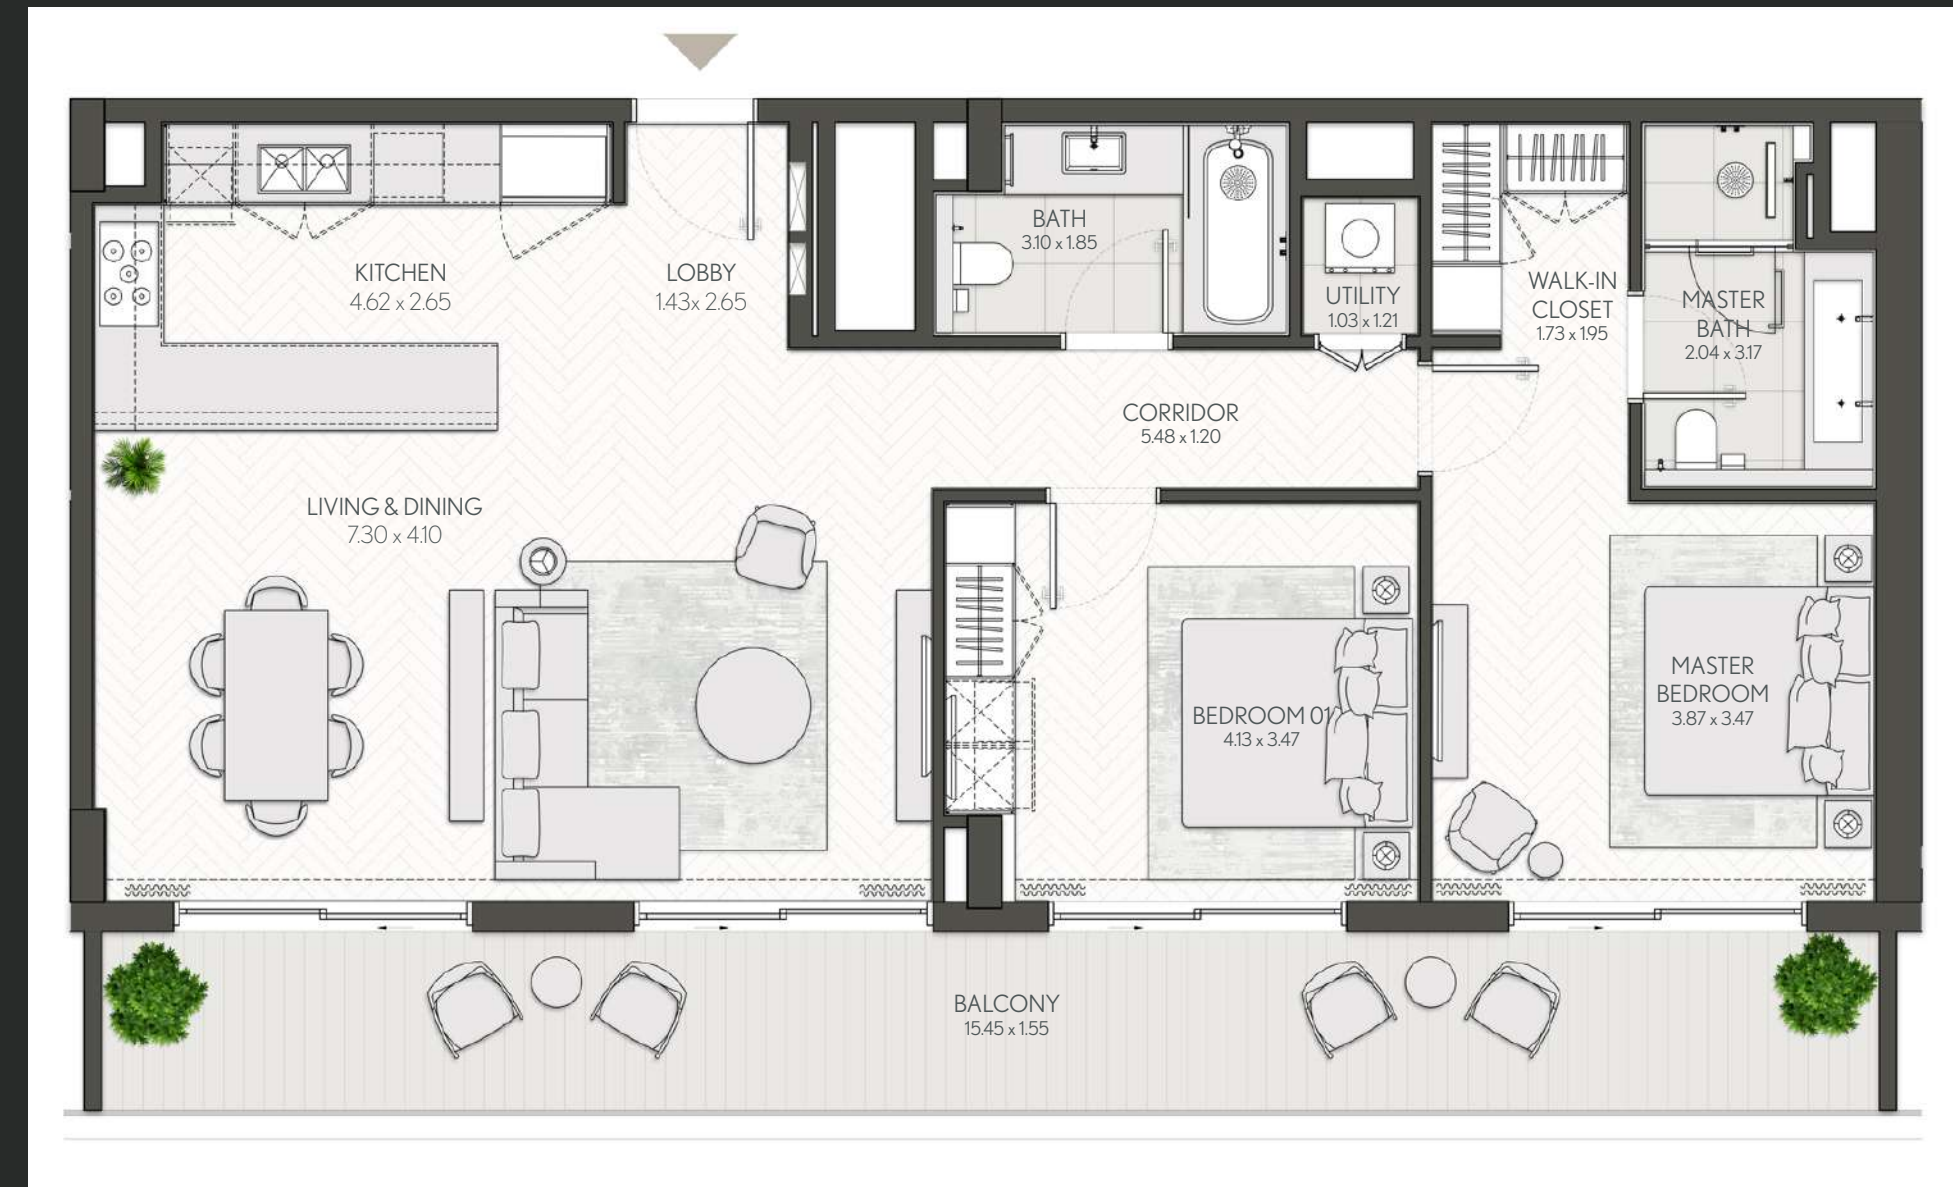 KITCHEN
4.62 x 2.65
LOBBY
1.43x 2.65
BATH
3.10 x 1.85
UTILITY
1.03 x 1.21
WALK-IN
CLOSET
1.73 x 1.95
MASTER
BATH
2.04 x 3.17
CORRIDOR
5.48 x 1.20
LIVING & DINING
7.30 x 4.10
BEDROOM 01
4.13 x 3.47
MASTER
BEDROOM
3.87 x 3.47
BALCONY
15.45 x 1.55